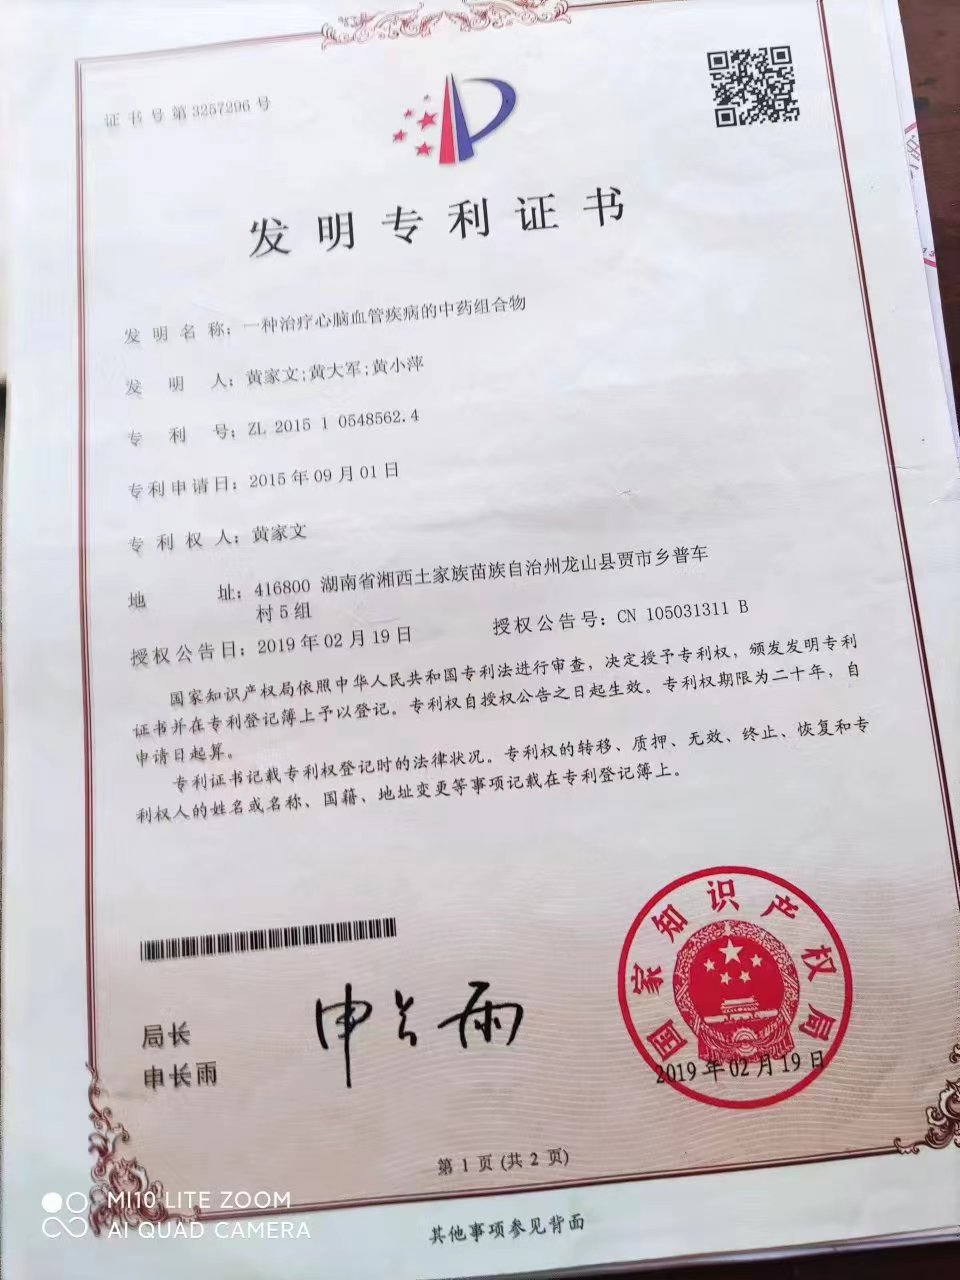 证书号第3257296号
发明专利证书
发明名称：一种治疗心脑血管疾病的中药组合物
发明人：黄家文;黄大军;黄小萍
专利号：ZL 2015 1 0548562.4
专利申请日：2015年09月01日
专利权人：黄家文
地址：416800 湖南省湘西土家族苗族自治州龙山县贾市乡普车
村5组
授权公告日：2019年02月19日 授权公告号：CN 105031311 B
国家知识产权局依照中华人民共和国专利法进行审查，决定授予专利权，颁发发明专利
证书并在专利登记簿上予以登记。专利权自授权公告之日起生效。专利权期限为二十年，自
申请日起算。
专利证书记载专利权登记时的法律状况。专利权的转移、质押、无效、终止、恢复和专
利权人的姓名或名称、国籍、地址变更等事项记载在专利登记簿上。
局长
申长雨
申长雨
国家知识产权局
2019年02月19日
第 1 页 (共 2 页)
MI10 LITE ZOOM
AI QUAD CAMERA
其他事项参见背面